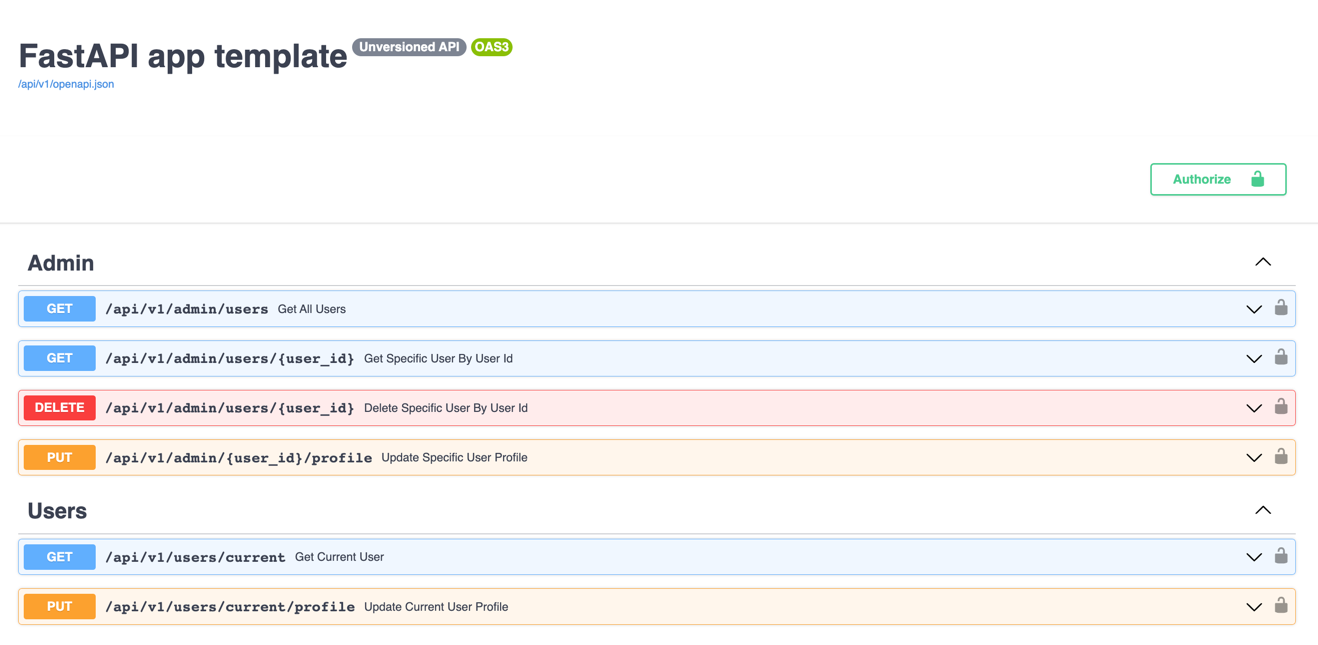 FastAPI app template Unversioned API OAS3
/api/v1/openapi.json
Authorize
Admin
GET /api/v1/admin/users Get All Users
GET /api/v1/admin/users/{user_id} Get Specific User By User Id
DELETE /api/v1/admin/users/{user_id} Delete Specific User By User Id
PUT /api/v1/admin/{user_id}/profile Update Specific User Profile
Users
GET /api/v1/users/current Get Current User
PUT /api/v1/users/current/profile Update Current User Profile